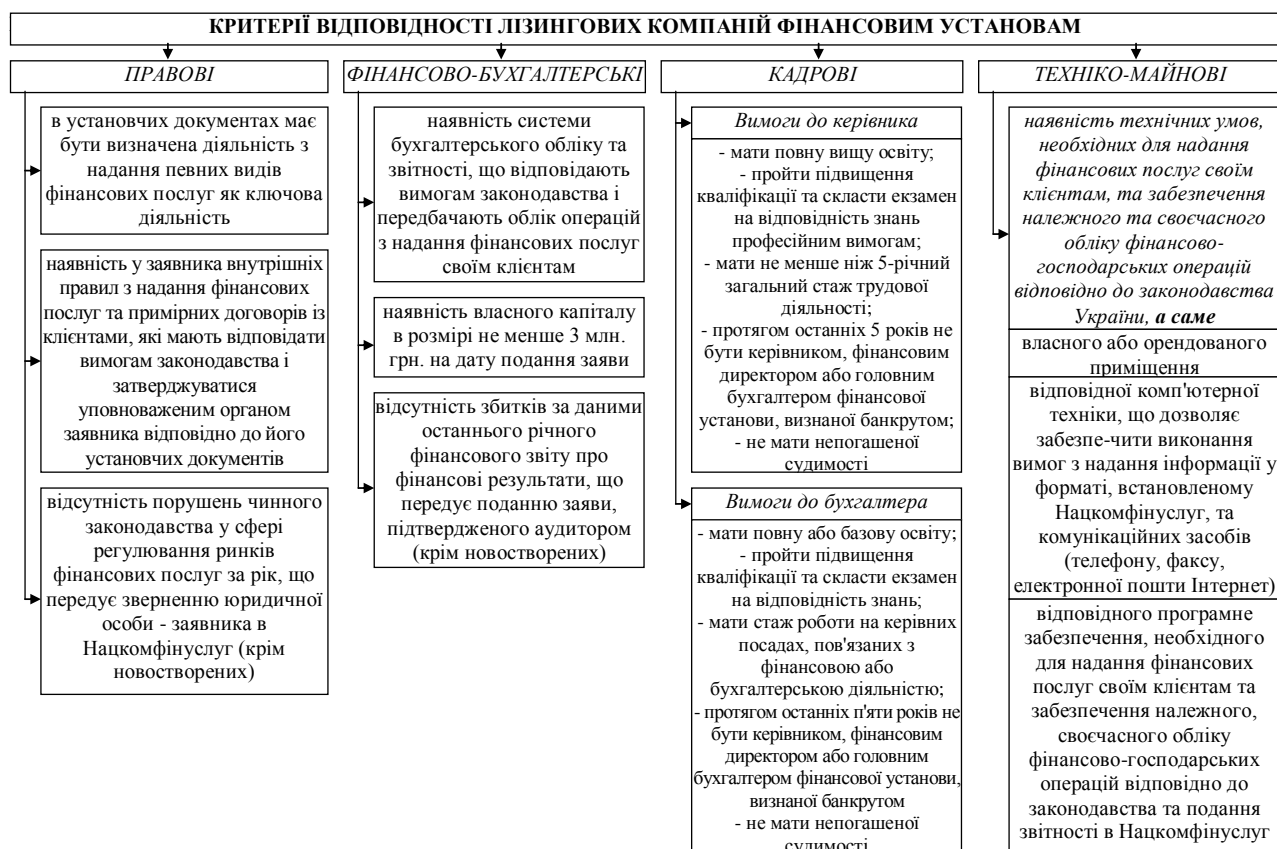 КРИТЕРІЇ ВІДПОВІДНОСТІ ЛІЗИНГОВИХ КОМПАНІЙ ФІНАНСОВИМ УСТАНОВАМ
ПРАВОВІ
в установчих документах має
бути визначена діяльність з
надання певних видів
фінансових послуг як ключова
діяльність
наявність у заявника внутрішніх
правил з надання фінансових
послуг та примірних договорів із
клієнтами, які мають відповідати
вимогам законодавства і
затверджуватися
уповноваженим органом
заявника відповідно до його
установчих документів
відсутність порушень чинного
законодавства у сфері
регулювання ринків
фінансових послуг за рік, що
передує зверненню юридичної
особи - заявника в
Нацкомфінуслуг (крім
новостворених)
ФІНАНСОВО-БУХГАЛТЕРСЬКІ
наявність системи
бухгалтерського обліку та
звітності, що відповідають
вимогам законодавства і
передбачають облік операцій
з надання фінансових послуг
своїм клієнтам
наявність власного капіталу
в розмірі не менше 3 млн.
грн. на дату подання заяви
відсутність збитків за даними
останнього річного
фінансового звіту про
фінансові результати, що
передує поданню заяви,
підтвердженого аудитором
(крім новостворених)
КАДРОВІ
Вимоги до керівника
- мати повну вищу освіту;
- пройти підвищення
кваліфікації та скласти екзамен
на відповідність знань
професійним вимогам;
- мати не менше ніж 5-річний
загальний стаж трудової
діяльності;
- протягом останніх 5 років не
бути керівником, фінансовим
директором або головним
бухгалтером фінансової
установи, визнаної банкрутом;
- не мати непогашеної
судимості
Вимоги до бухгалтера
- мати повну або базову освіту;
- пройти підвищення
кваліфікації та скласти екзамен
на відповідність знань;
- мати стаж роботи на керівних
посадах, пов'язаних з
фінансовою або
бухгалтерською діяльністю;
- протягом останніх п'яти років не
бути керівником, фінансовим
директором або головним
бухгалтером фінансової установи,
визнаної банкрутом
- не мати непогашеної
судимості
ТЕХНІКО-МАЙНОВІ
наявність технічних умов,
необхідних для надання
фінансових послуг своїм
клієнтам, та забезпечення
належного та своєчасного
обліку фінансово-
господарських операцій
відповідно до законодавства
України, а саме
власного або орендованого
приміщення
відповідної комп'ютерної
техніки, що дозволяє
забезпе-чити виконання
вимог з надання інформації у
форматі, встановленому
Нацкомфінуслуг, та
комунікаційних засобів
(телефону, факсу,
електронної пошти Інтернет)
відповідного програмне
забезпечення, необхідного
для надання фінансових
послуг своїм клієнтам та
забезпечення належного,
своєчасного обліку
фінансово-господарських
операцій відповідно до
законодавства та подання
звітності в Нацкомфінуслуг